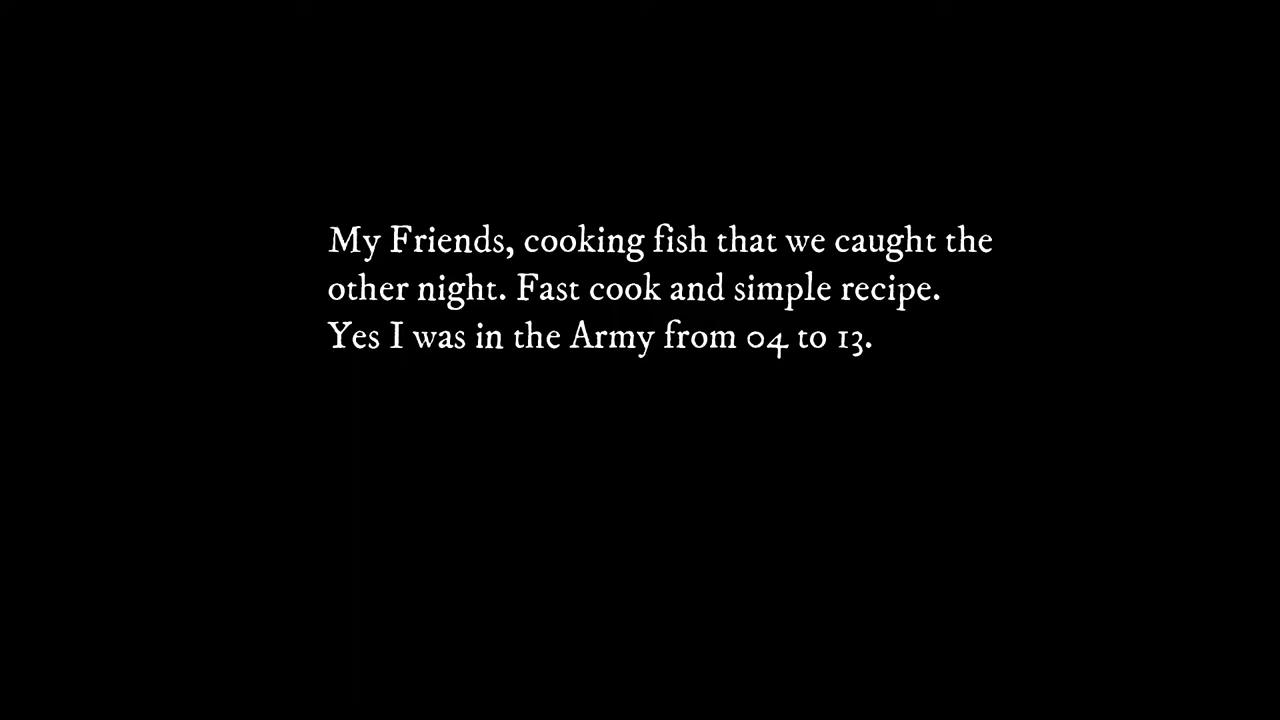 My Friends, cooking fish that we caught the
other night. Fast cook and simple recipe.
Yes I was in the Army from 04 to 13.